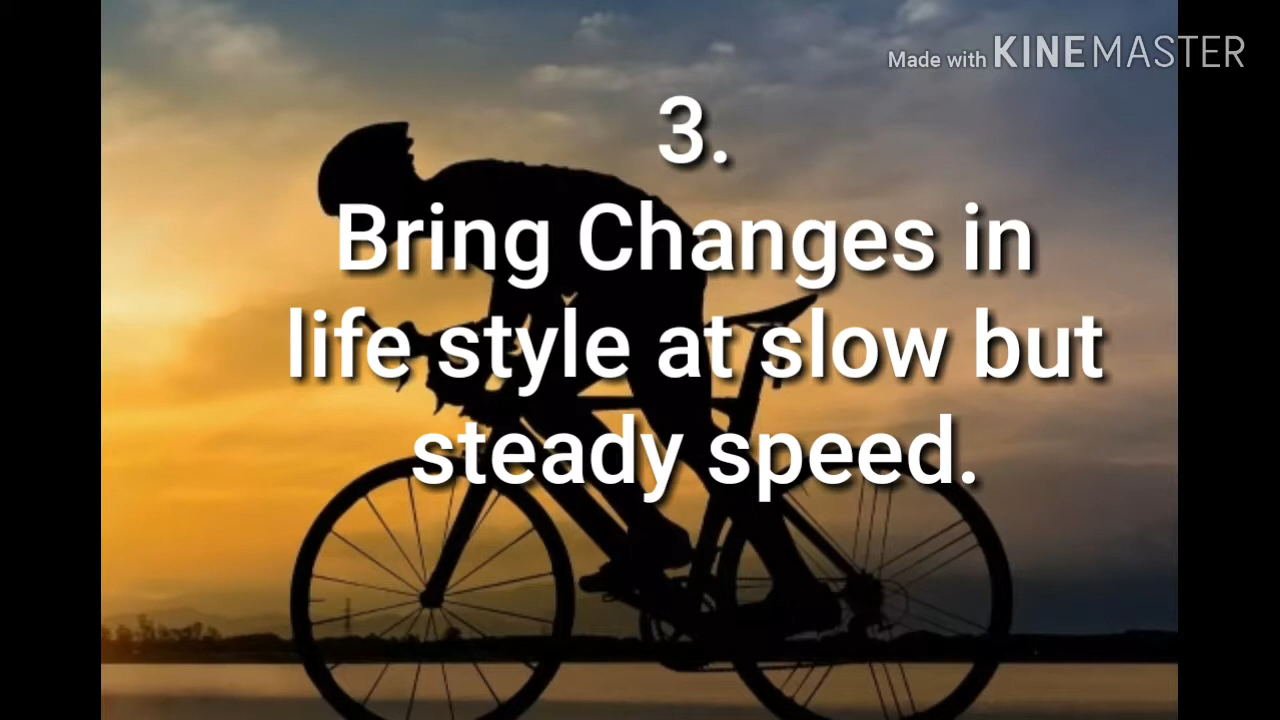 Made with KINEMASTER
3.
Bring Changes in
life style at slow but
steady speed.